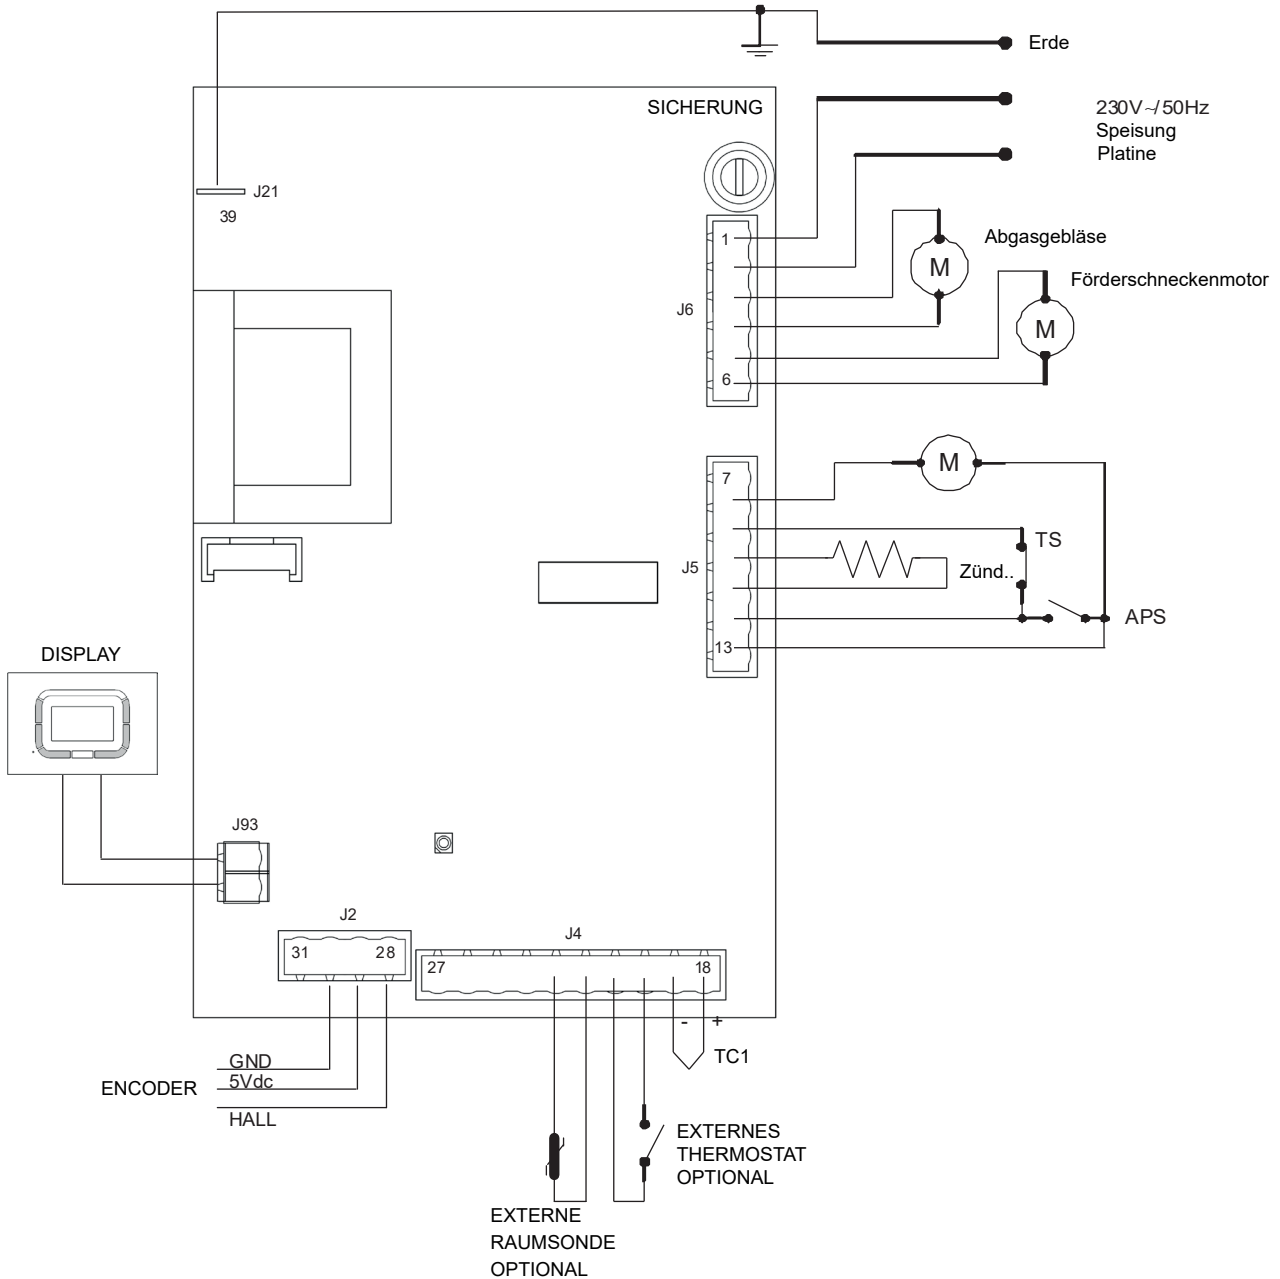 Erde
SICHERUNG
230V ~/ 50Hz
Speisung
Platine
J21
39
1
Abgasgebläse
M
Förderschneckenmotor
J6
M
6
7
M
TS
J5
Zünd..
APS
13
DISPLAY
J93
J2
J4
31
28
27
18
-
+
TC1
GND
ENCODER
5Vdc
HALL
EXTERNES
THERMOSTAT
OPTIONAL
EXTERNE
RAUMSONDE
OPTIONAL